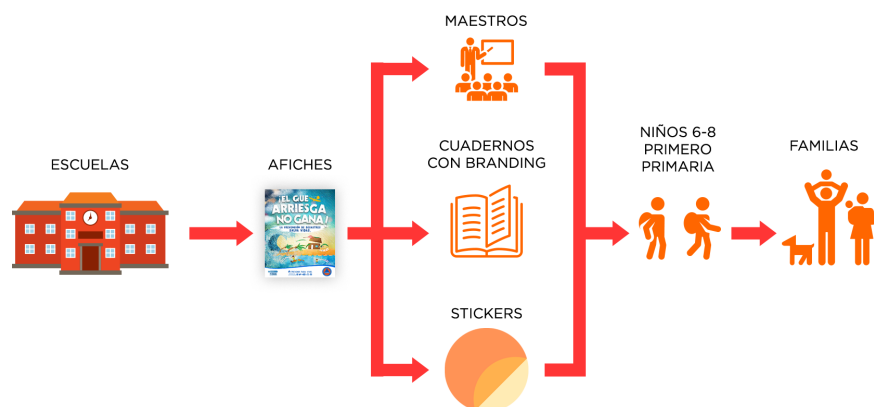 MAESTROS
ESCUELAS
AFICHES
¡EL QUE
ARRIESGA
NO GANA!
CUADERNOS
CON BRANDING
STICKERS
NIÑOS 6-8
PRIMERO
PRIMARIA
FAMILIAS